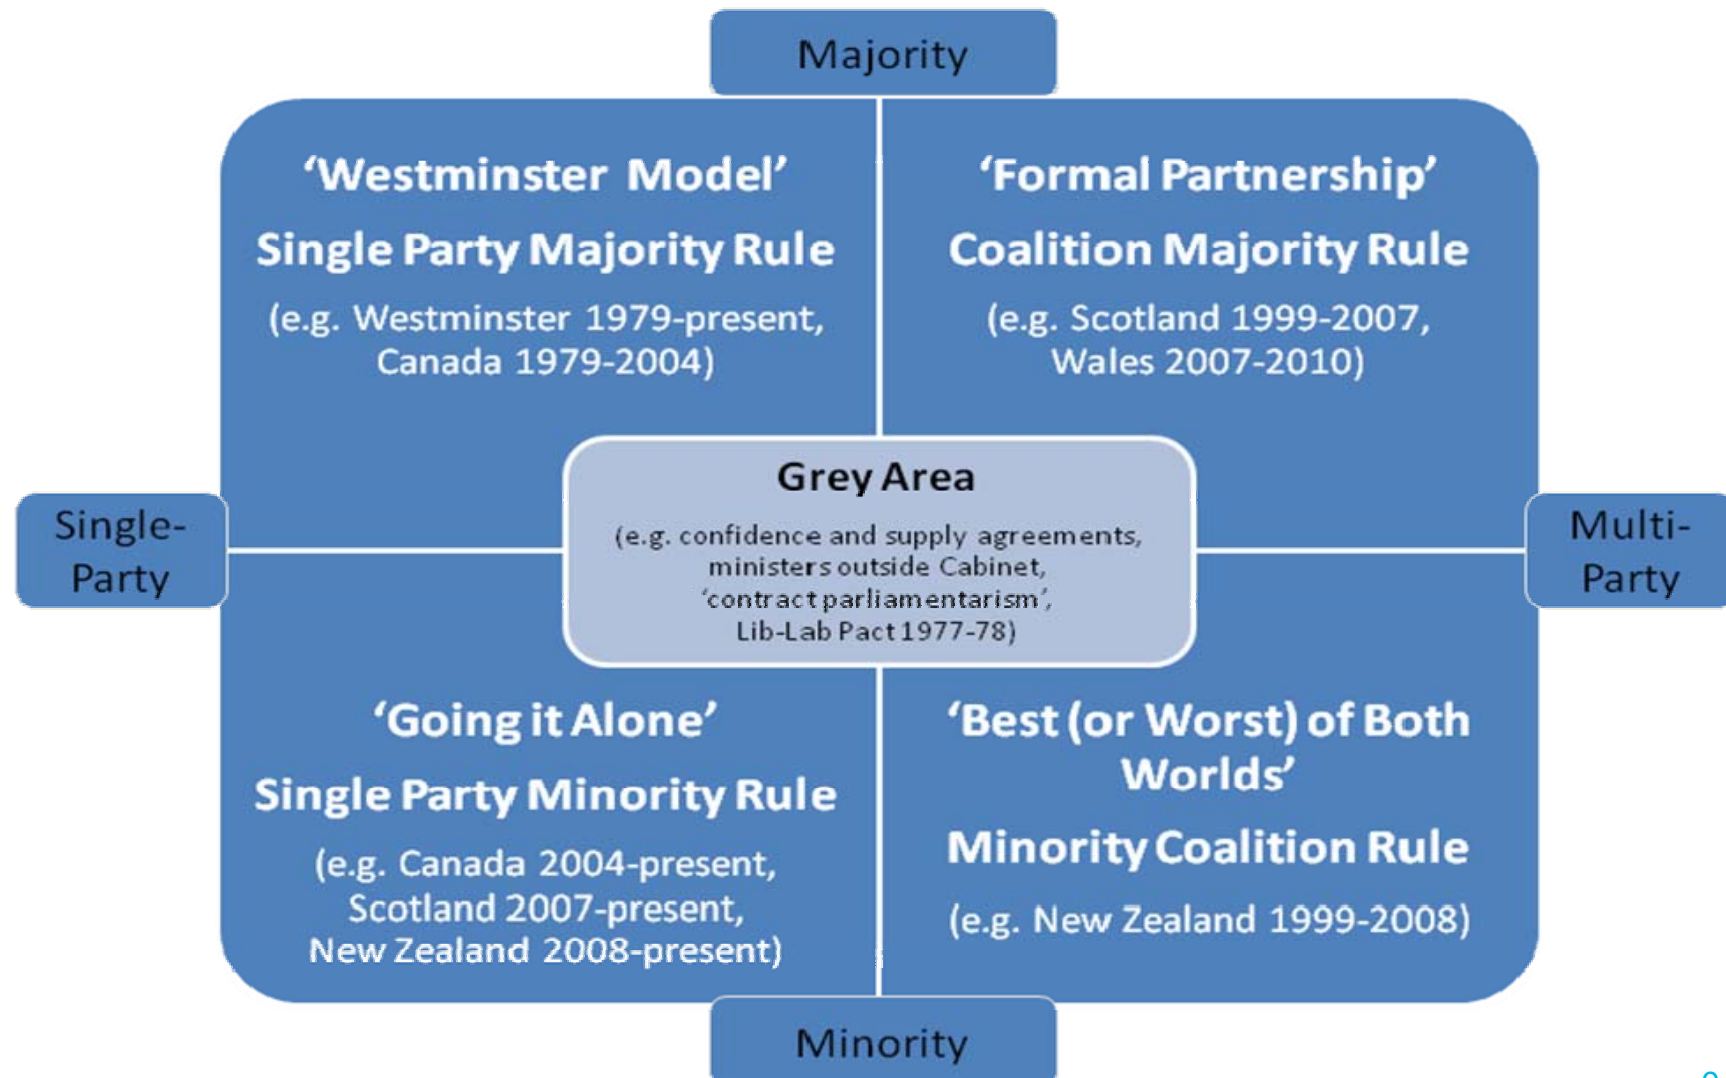 Majority
‘Westminster Model’
Single Party Majority Rule
(e.g. Westminster 1979-present,
Canada 1979-2004)
‘Formal Partnership’
Coalition Majority Rule
(e.g. Scotland 1999-2007,
Wales 2007-2010)
Single-
Party
Grey Area
(e.g. confidence and supply agreements,
ministers outside Cabinet,
‘contract parliamentarism’,
Lib-Lab Pact 1977-78)
Multi-
Party
‘Going it Alone’
Single Party Minority Rule
(e.g. Canada 2004-present,
Scotland 2007-present,
New Zealand 2008-present)
‘Best (or Worst) of Both
Worlds’
Minority Coalition Rule
(e.g. New Zealand 1999-2008)
Minority